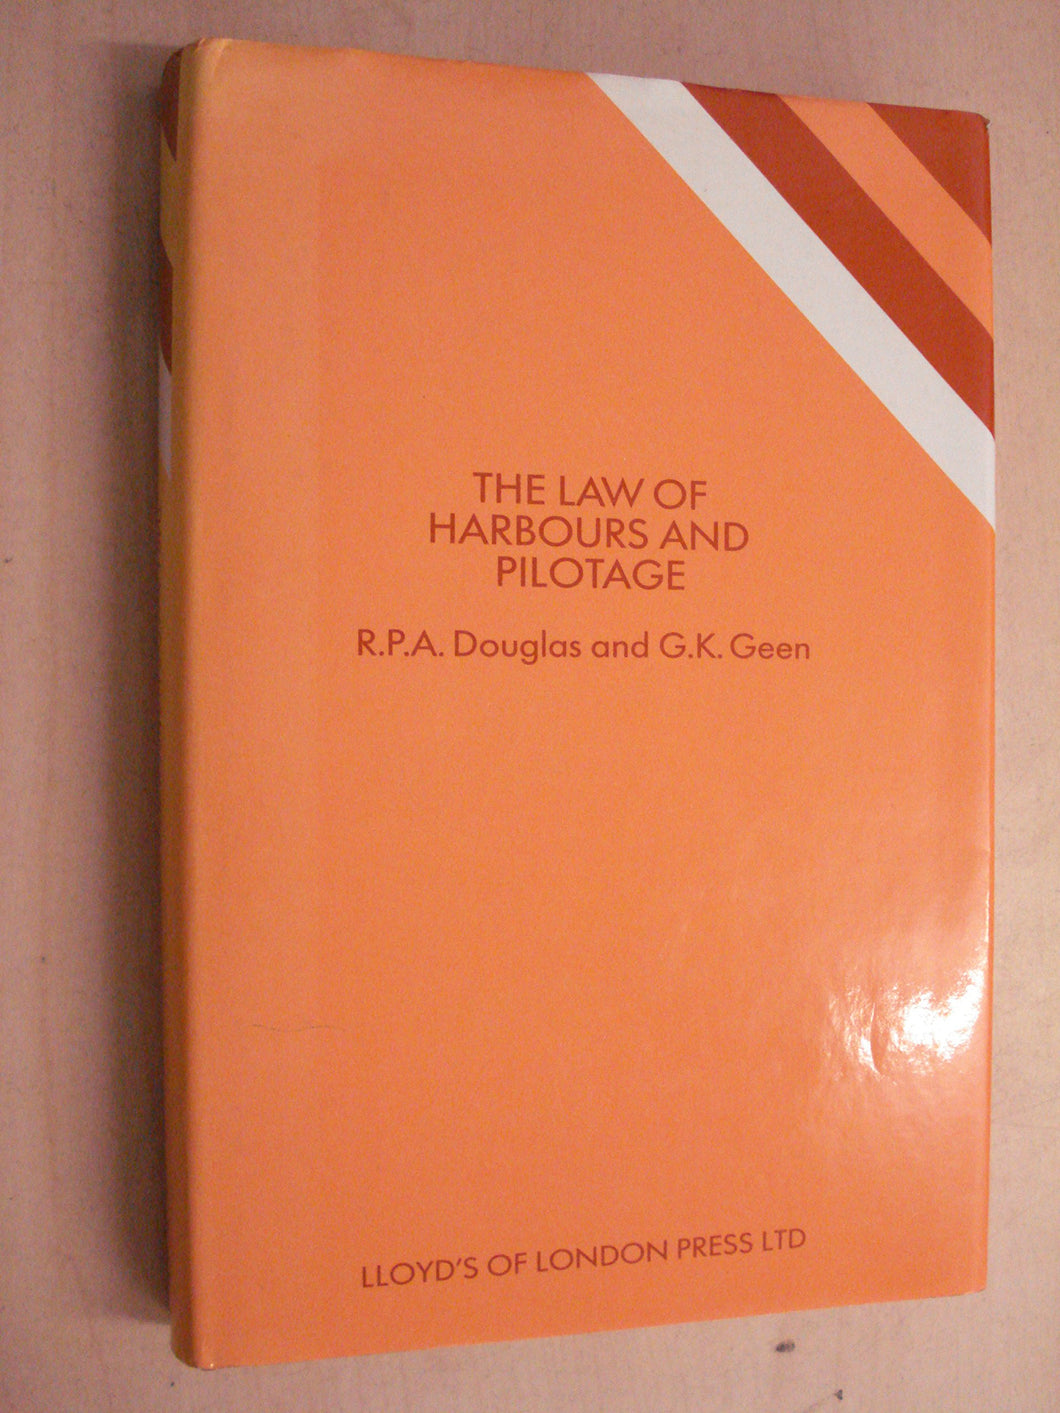 THE LAW OF
HARBOURS AND
PILOTAGE
R.P.A. Douglas and G.K. Geen
LLOYD'S OF LONDON PRESS LTD